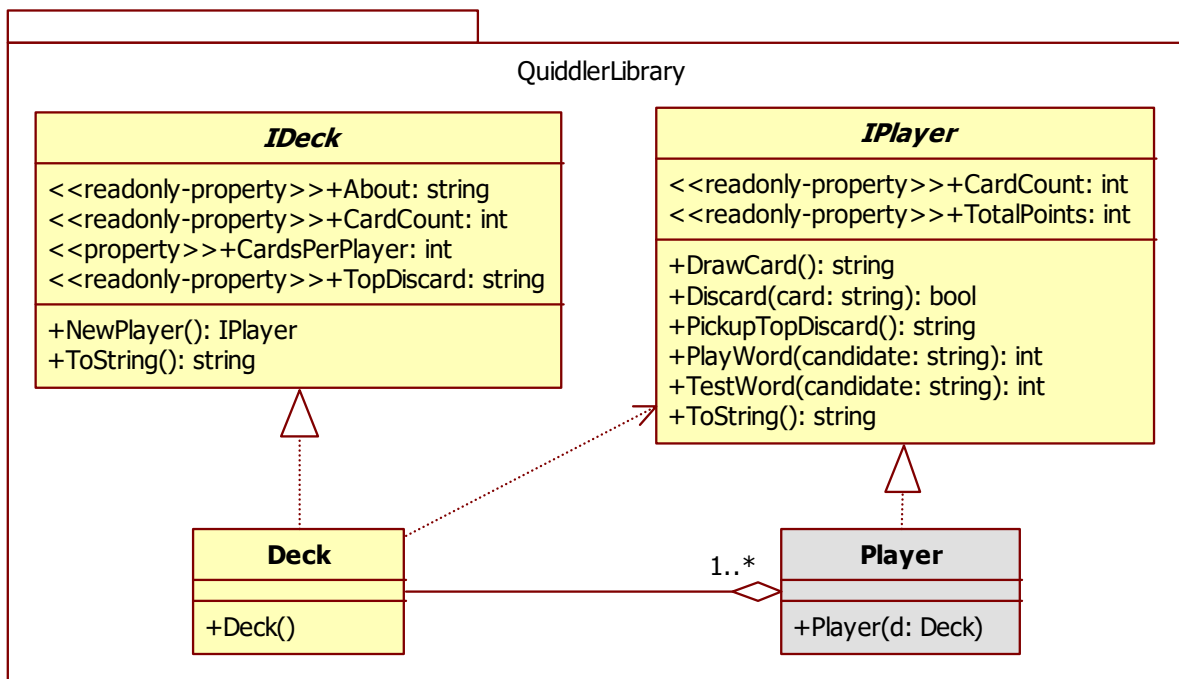 QuiddlerLibrary
IDeck
<<readonly-property>>+About: string
<<readonly-property>>+CardCount: int
<<property>>+CardsPerPlayer: int
<<readonly-property>>+TopDiscard: string
+NewPlayer(): IPlayer
+ToString(): string
IPlayer
<<readonly-property>>+CardCount: int
<<readonly-property>>+TotalPoints: int
+DrawCard(): string
+Discard(card: string): bool
+PickupTopDiscard(): string
+PlayWord(candidate: string): int
+TestWord(candidate: string): int
+ToString(): string
Deck
+Deck()
1..*
Player
+Player(d: Deck)